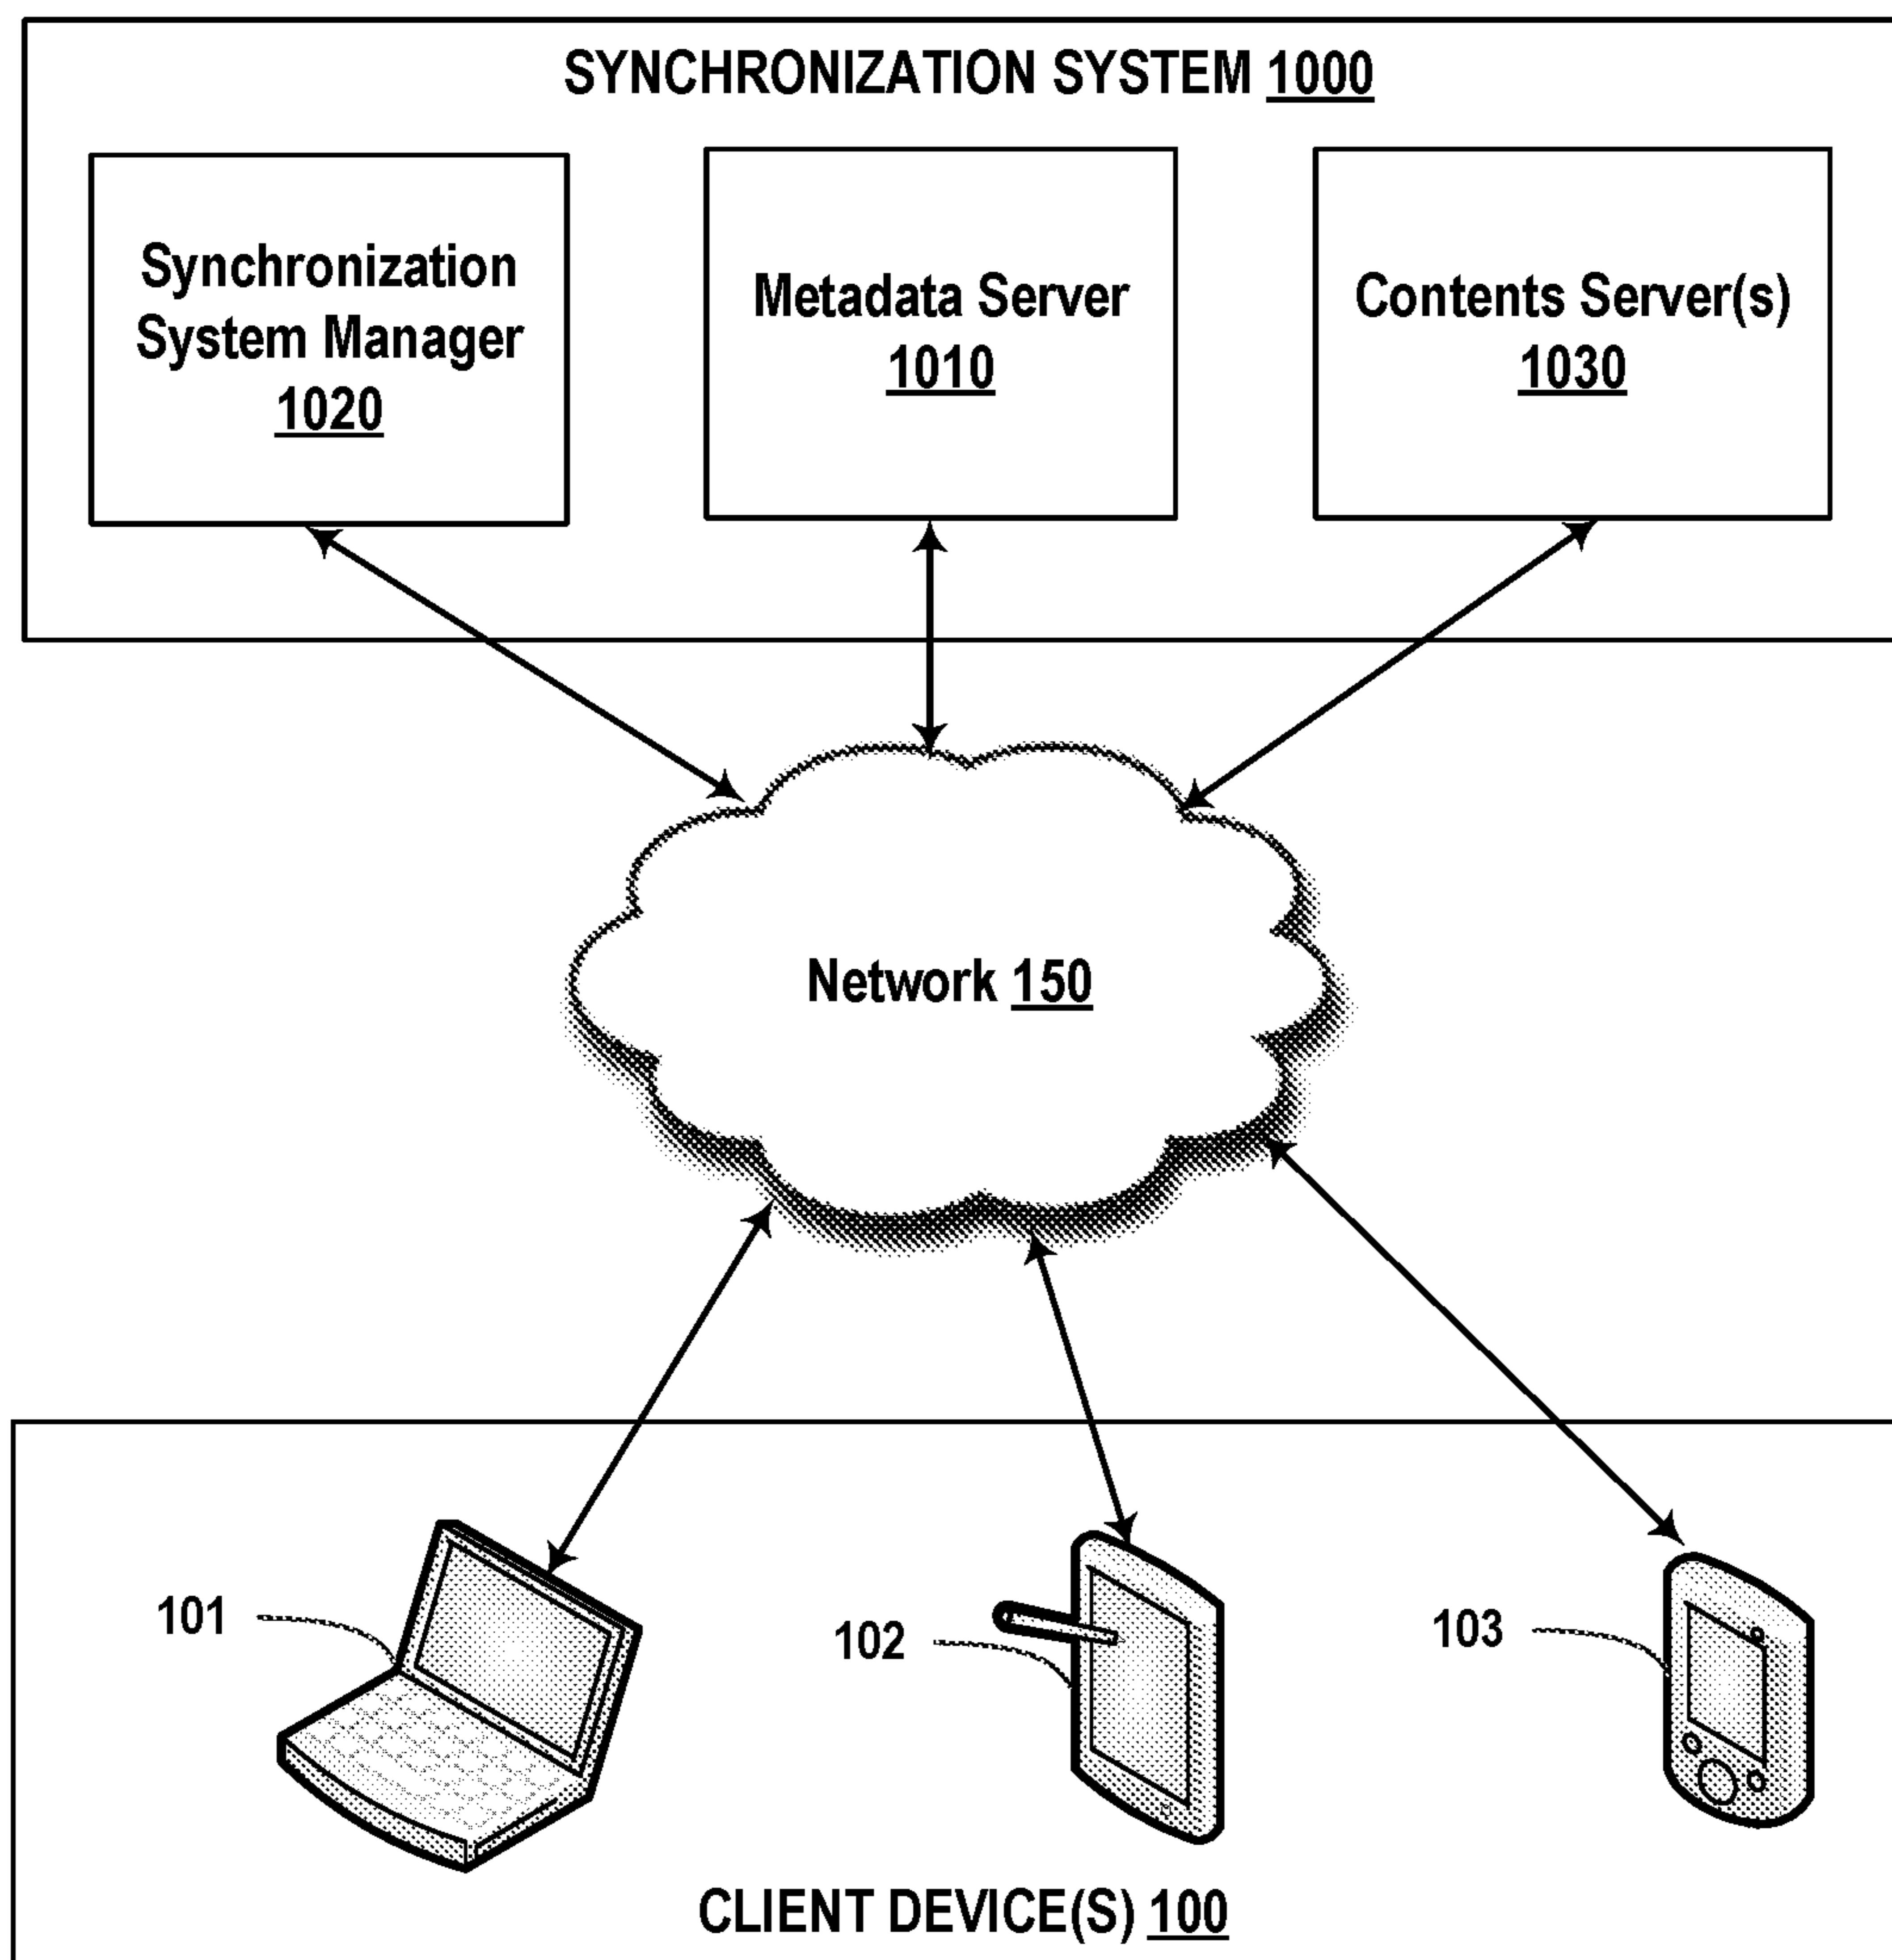 SYNCHRONIZATION SYSTEM 1000
Synchronization
System Manager
1020
Metadata Server
1010
Contents Server(s)
1030
Network 150
101
102
103
CLIENT DEVICE(S) 100